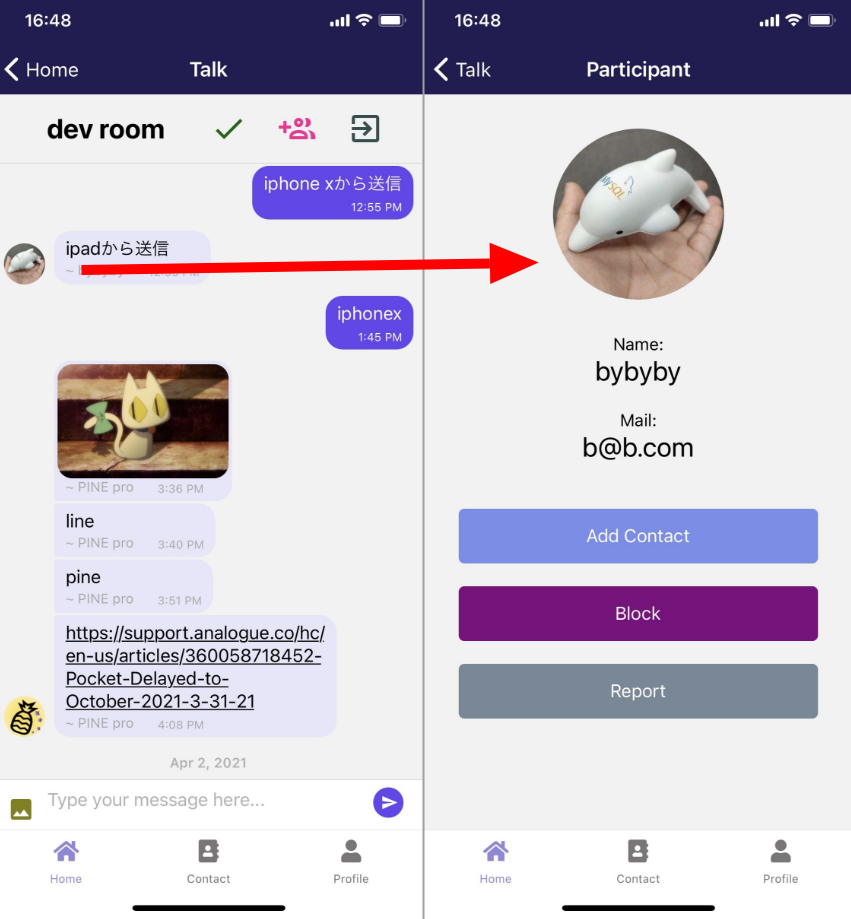 16:48
Home
Talk
dev room
iphone xから送信
12:55 PM
ipadから送信
iphonex
1:45 PM
~ PINE pro 3:36 PM
line
~ PINE pro 3:40 PM
pine
~ PINE pro 3:51 PM
https://support.analogue.co/hc/
en-us/articles/360058718452-
Pocket-Delayed-to-
October-2021-3-31-21
~ PINE pro 4:08 PM
Apr 2, 2021
Type your message here...
Home
Contact
Profile
16:48
Talk
Participant
MySQL
Name:
bybyby
Mail:
b@b.com
Add Contact
Block
Report
Home
Contact
Profile